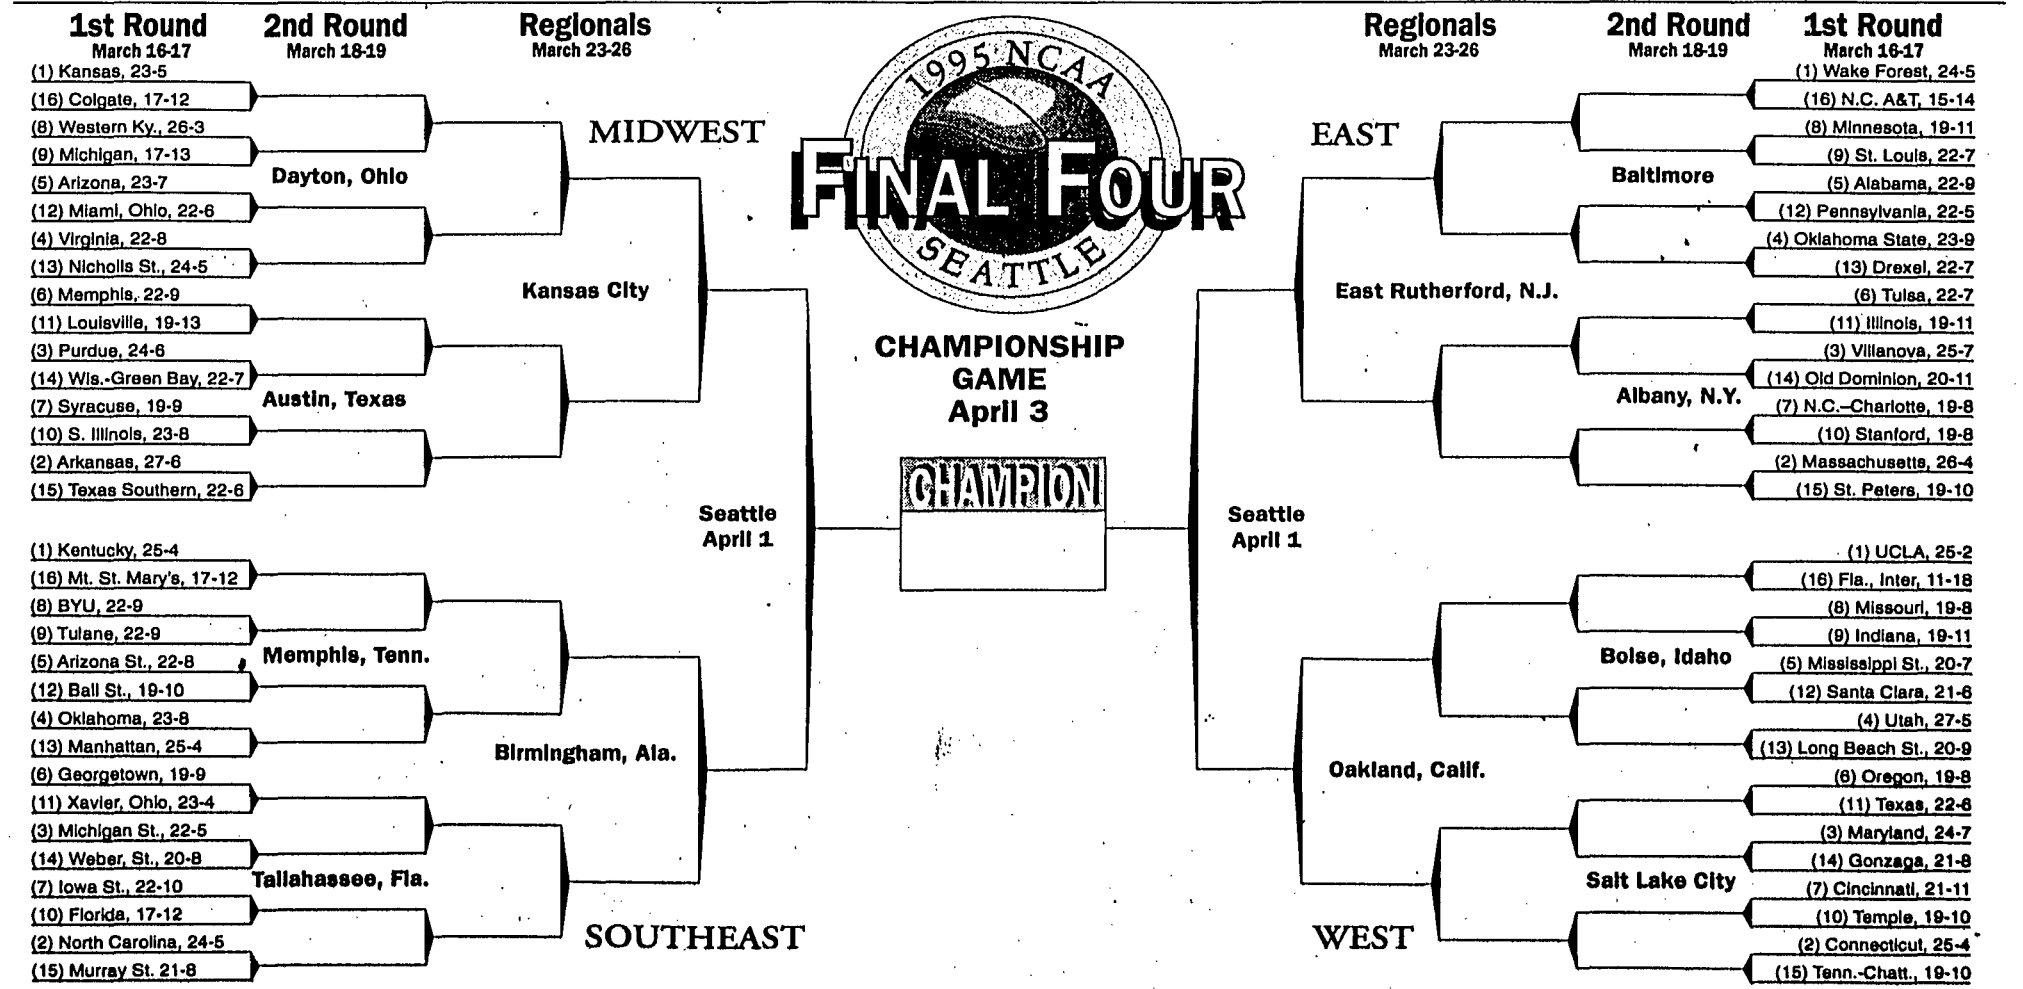 1st Round
March 16-17
2nd Round
March 18-19
Regionals
March 23-26
1995 NCAA
FINAL FOUR
SEATTLE
Regionals
March 23-26
2nd Round
March 18-19
1st Round
March 16-17
(1) Kansas, 23-5
(16) Colgate, 17-12
(8) Western Ky., 26-3
(9) Michigan, 17-13
(5) Arizona, 23-7
(12) Miami, Ohio, 22-6
(4) Virginia, 22-8
(13) Nicholls St., 24-5
(6) Memphis, 22-9
(11) Louisville, 19-13
(3) Purdue, 24-6
(14) Wis.-Green Bay, 22-7
(7) Syracuse, 19-9
(10) S. Illinois, 23-8
(2) Arkansas, 27-6
(15) Texas Southern, 22-6
Dayton, Ohio
Austin, Texas
MIDWEST
Kansas City
(1) Kentucky, 25-4
(16) Mt. St. Mary's, 17-12
(8) BYU, 22-9
(9) Tulane, 22-9
(5) Arizona St., 22-8
(12) Ball St., 19-10
(4) Oklahoma, 23-8
(13) Manhattan, 25-4
(6) Georgetown, 19-9
(11) Xavier, Ohio, 23-4
(3) Michigan St., 22-5
(14) Weber, St., 20-8
(7) Iowa St., 22-10
(10) Florida, 17-12
(2) North Carolina, 24-5
(15) Murray St. 21-8
Memphis, Tenn.
Tallahassee, Fla.
Birmingham, Ala.
SOUTHEAST
Seattle
April 1
CHAMPIONSHIP
GAME
April 3
CHAMPION
Seattle
April 1
EAST
East Rutherford, N.J.
Baltimore
Albany, N.Y.
(1) Wake Forest, 24-5
(16) N.C. A&T, 15-14
(8) Minnesota, 19-11
(9) St. Louis, 22-7
(5) Alabama, 22-9
(12) Pennsylvania, 22-5
(4) Oklahoma State, 23-9
(13) Drexel, 22-7
(6) Tulsa, 22-7
(11) Illinois, 19-11
(3) Villanova, 25-7
(14) Old Dominion, 20-11
(7) N.C.–Charlotte, 19-8
(10) Stanford, 19-8
(2) Massachusetts, 26-4
(15) St. Peters, 19-10
Oakland, Calif.
WEST
Boise, Idaho
Salt Lake City
(1) UCLA, 25-2
(16) Fla., Inter, 11-18
(8) Missouri, 19-8
(9) Indiana, 19-11
(5) Mississippi St., 20-7
(12) Santa Clara, 21-6
(4) Utah, 27-5
(13) Long Beach St., 20-9
(6) Oregon, 19-8
(11) Texas, 22-6
(3) Maryland, 24-7
(14) Gonzaga, 21-8
(7) Cincinnati, 21-11
(10) Temple, 19-10
(2) Connecticut, 25-4
(15) Tenn.-Chatt., 19-10